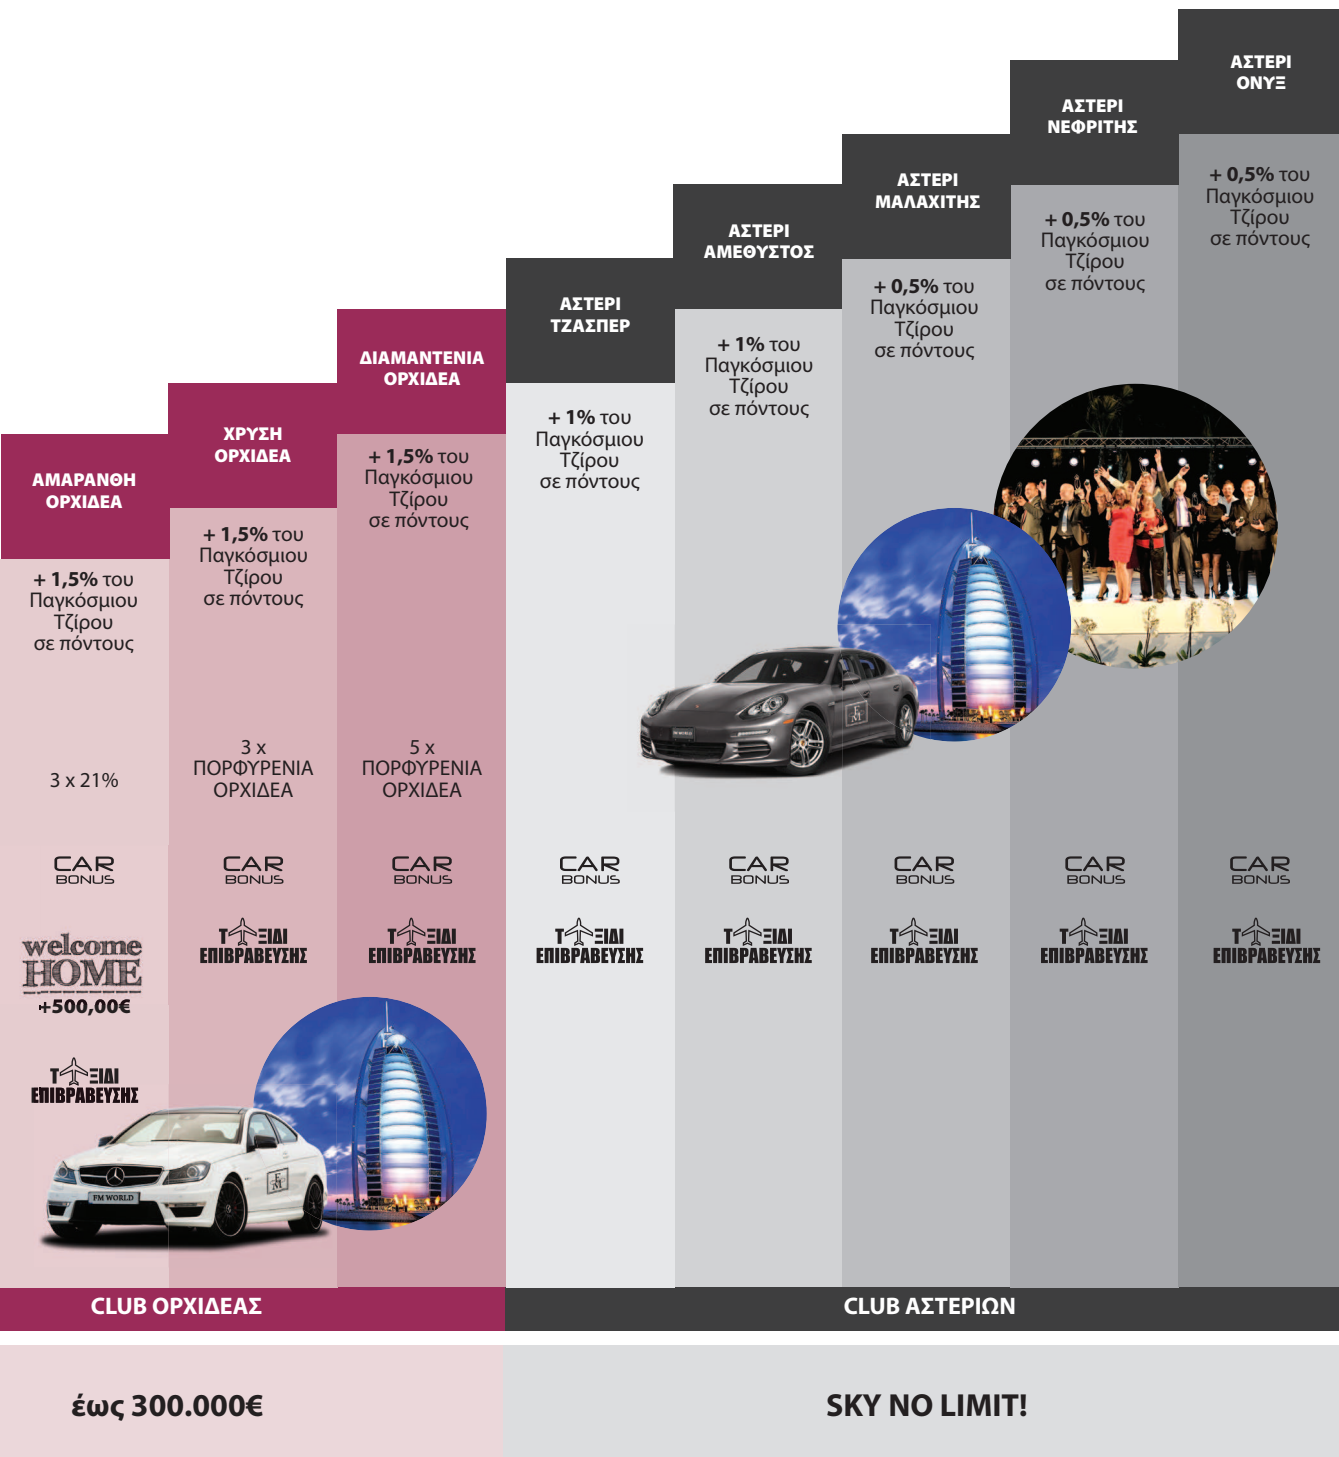 ΑΜΑΡΑΝΘΗ
ΟΡΧΙΔΕΑ
+ 1,5% του
Παγκόσμιου
Τζίρου
σε πόντους
3 x 21%
CAR
BONUS
welcome
HOME
+500,00€
ΤΑΞΙΔΙ
ΕΠΙΒΡΑΒΕΥΣΗΣ
ΧΡΥΣΗ
ΟΡΧΙΔΕΑ
+ 1,5% του
Παγκόσμιου
Τζίρου
σε πόντους
3 x
ΠΟΡΦΥΡΕΝΙΑ
ΟΡΧΙΔΕΑ
CAR
BONUS
ΤΑΞΙΔΙ
ΕΠΙΒΡΑΒΕΥΣΗΣ
ΔΙΑΜΑΝΤΕΝΙΑ
ΟΡΧΙΔΕΑ
+ 1,5% του
Παγκόσμιου
Τζίρου
σε πόντους
5 x
ΠΟΡΦΥΡΕΝΙΑ
ΟΡΧΙΔΕΑ
CAR
BONUS
ΤΑΞΙΔΙ
ΕΠΙΒΡΑΒΕΥΣΗΣ
FM WORLD
FM
ΑΣΤΕΡΙ
ΤΖΑΣΠΕΡ
+ 1% του
Παγκόσμιου
Τζίρου
σε πόντους
CAR
BONUS
ΤΑΞΙΔΙ
ΕΠΙΒΡΑΒΕΥΣΗΣ
ΑΣΤΕΡΙ
ΑΜΕΘΥΣΤΟΣ
+ 1% του
Παγκόσμιου
Τζίρου
σε πόντους
FM WORLD
FM
CAR
BONUS
ΤΑΞΙΔΙ
ΕΠΙΒΡΑΒΕΥΣΗΣ
ΑΣΤΕΡΙ
ΜΑΛΑΧΙΤΗΣ
+ 0,5% του
Παγκόσμιου
Τζίρου
σε πόντους
CAR
BONUS
ΤΑΞΙΔΙ
ΕΠΙΒΡΑΒΕΥΣΗΣ
ΑΣΤΕΡΙ
ΝΕΦΡΙΤΗΣ
+ 0,5% του
Παγκόσμιου
Τζίρου
σε πόντους
CAR
BONUS
ΤΑΞΙΔΙ
ΕΠΙΒΡΑΒΕΥΣΗΣ
ΑΣΤΕΡΙ
ΟΝΥΞ
+ 0,5% του
Παγκόσμιου
Τζίρου
σε πόντους
CAR
BONUS
ΤΑΞΙΔΙ
ΕΠΙΒΡΑΒΕΥΣΗΣ
CLUB ΟΡΧΙΔΕΑΣ
CLUB ΑΣΤΕΡΙΩΝ
έως 300.000€
SKY NO LIMIT!